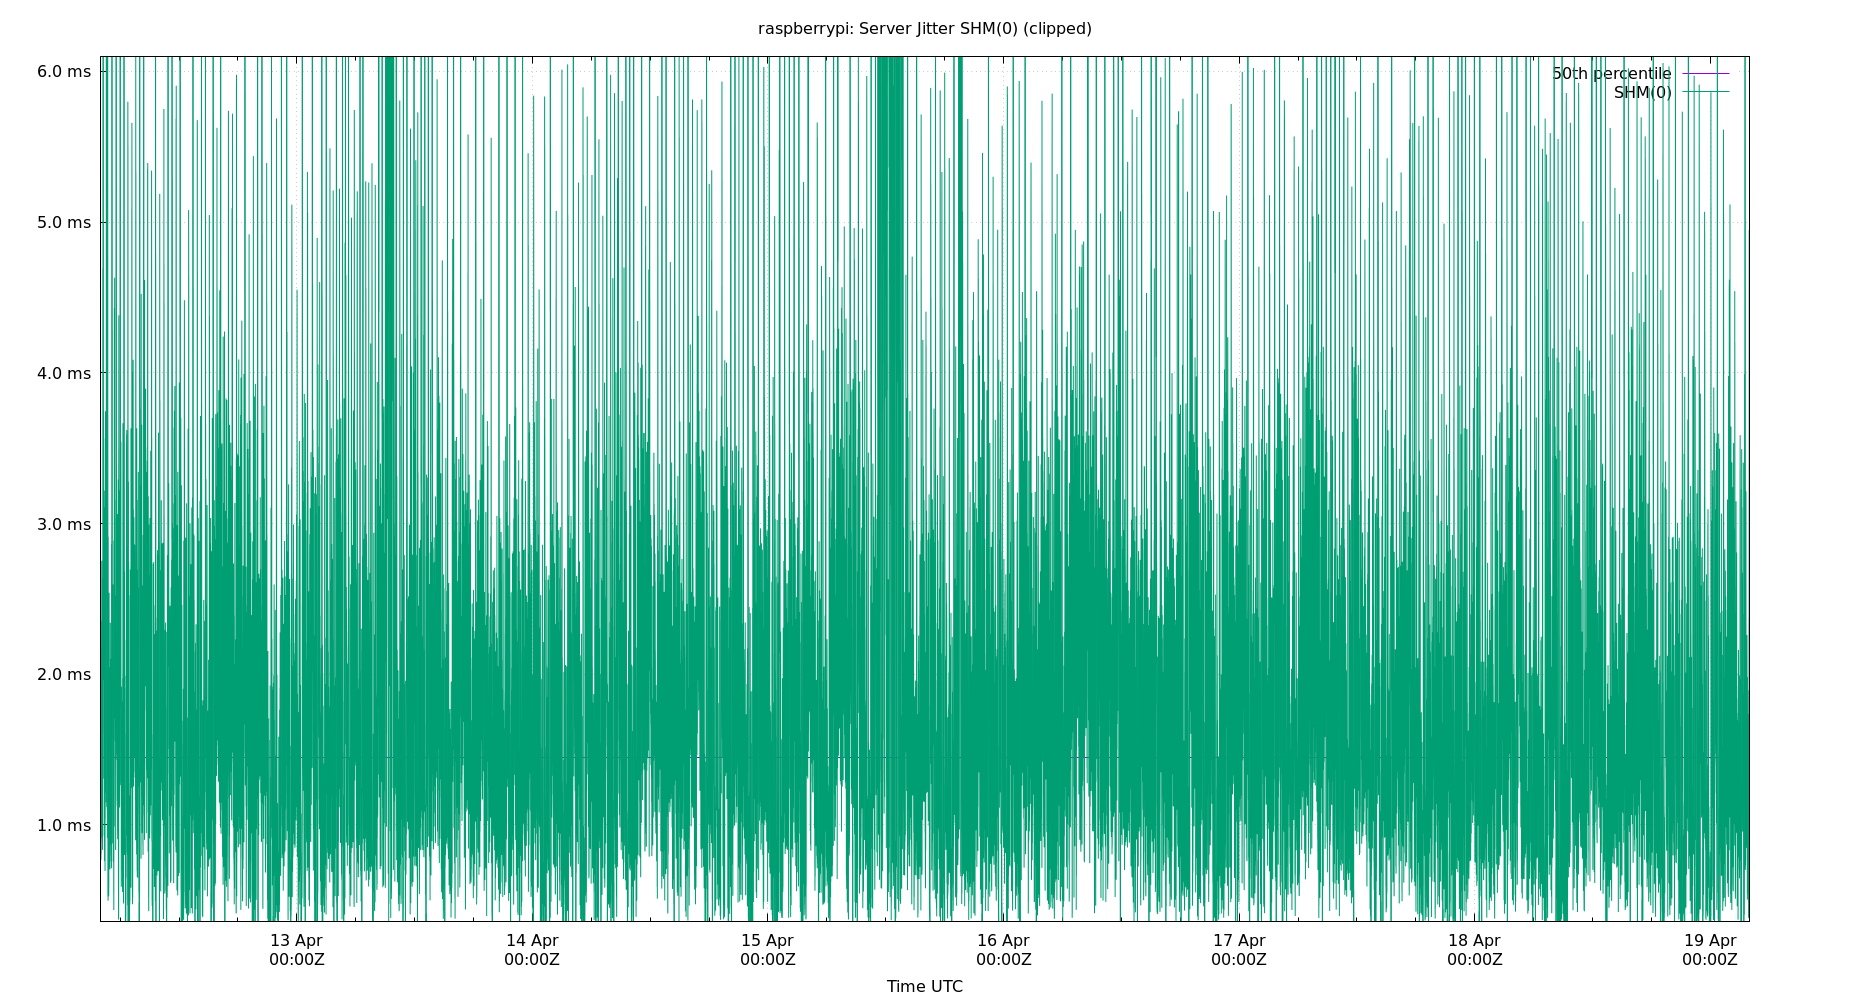 raspberrypi: Server Jitter SHM(0) (clipped)
6.0 ms
50th percentile
SHM(0)
5.0 ms
4.0 ms
3.0 ms
2.0 ms
1.0 ms
13 Apr 14 Apr 15 Apr 16 Apr 17 Apr 18 Apr 19 Apr
00:00Z 00:00Z 00:00Z 00:00Z 00:00Z 00:00Z 00:00Z
Time UTC